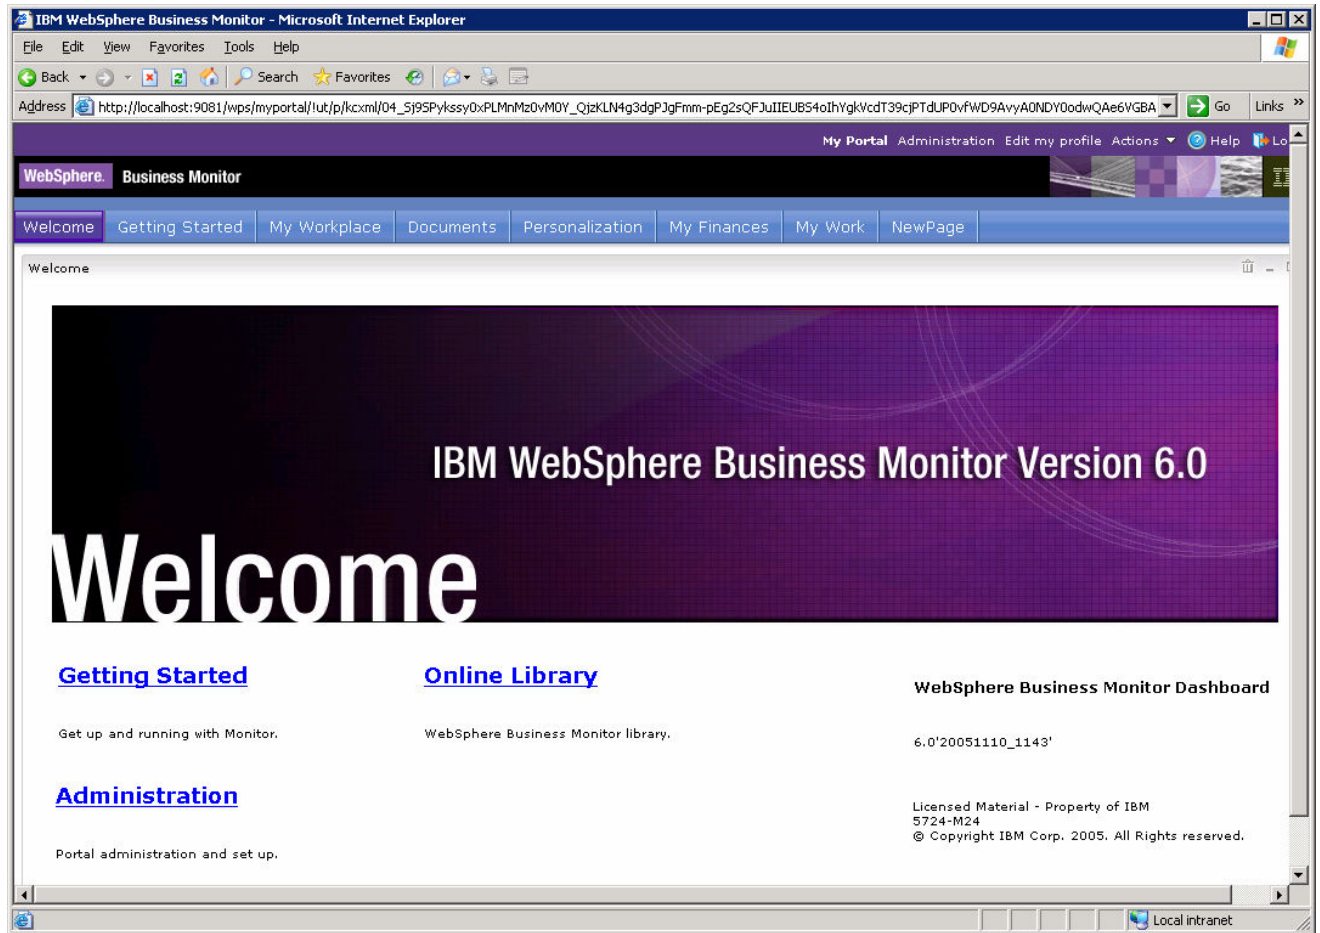 IBM WebSphere Business Monitor - Microsoft Internet Explorer
File Edit View Favorites Tools Help
Back Search Favorites
Address http://localhost:9081/wps/myportal/!ut/p/kcxml/04_Sj9SPykssy0xPLMnMz0vM0Y_QjzKLN4g3dgPJgFmm-pEg2sQFJuIIEUBS4oIhYgkVcdT39cjPTdUP0vfWD9AvyA0NDY0odwQAe6VGBA Go Links »
My Portal Administration Edit my profile Actions Help Lo
WebSphere. Business Monitor
Welcome Getting Started My Workplace Documents Personalization My Finances My Work NewPage
Welcome
IBM WebSphere Business Monitor Version 6.0
Welcome
Getting Started Online Library
WebSphere Business Monitor Dashboard
Get up and running with Monitor. WebSphere Business Monitor library.
6.0'20051110_1143'
Administration
Licensed Material - Property of IBM
5724-M24
© Copyright IBM Corp. 2005. All Rights reserved.
Portal administration and set up.
Local intranet